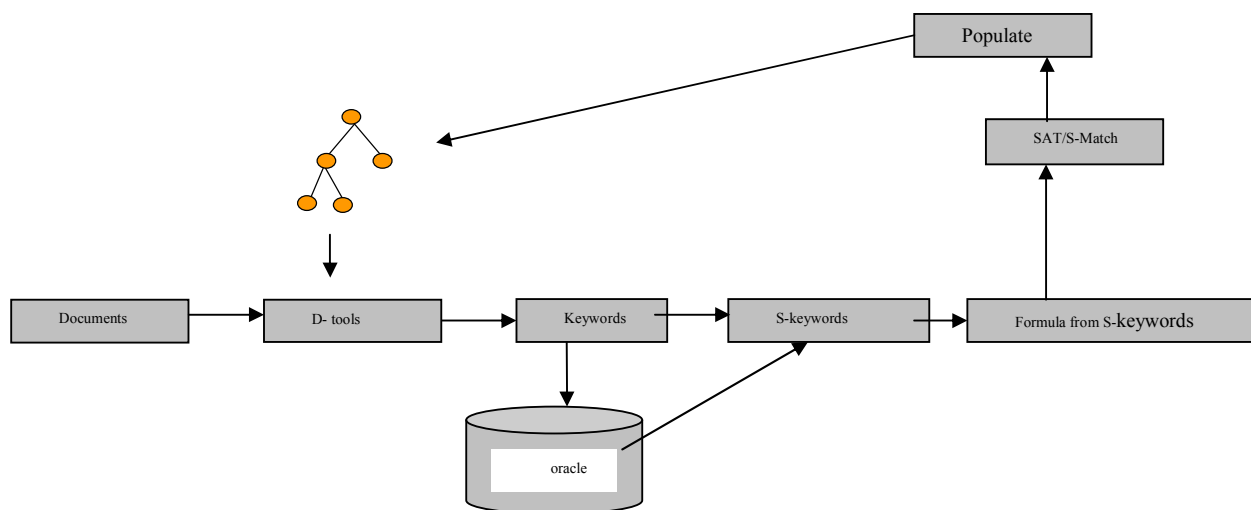 Populate
SAT/S-Match
Documents
D- tools
Keywords
S-keywords
Formula from S-keywords
oracle